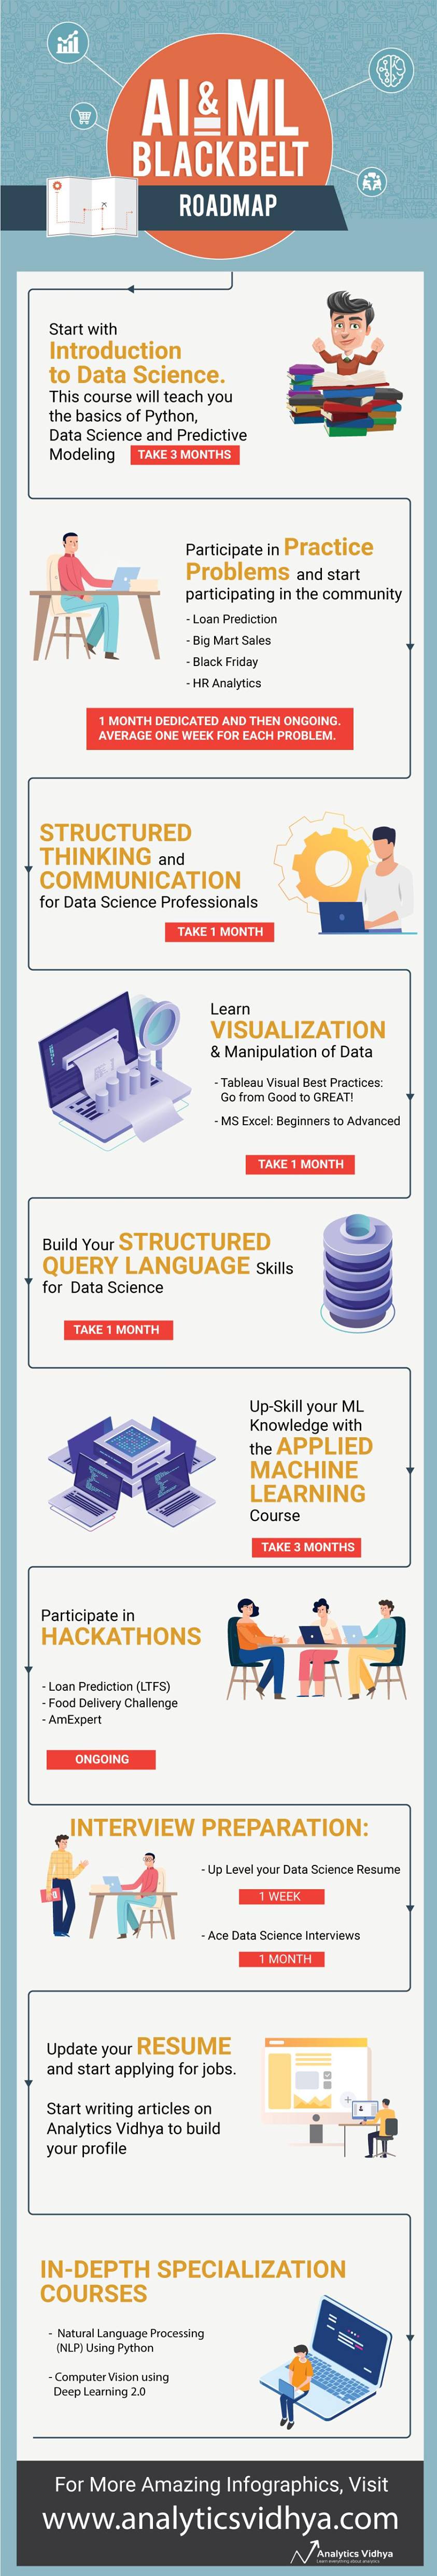 AI & ML
BLACKBELT
ROADMAP
Start with
Introduction
to Data Science.
This course will teach you
the basics of Python,
Data Science and Predictive
Modeling TAKE 3 MONTHS
Participate in Practice
Problems and start
participating in the community
- Loan Prediction
- Big Mart Sales
- Black Friday
- HR Analytics
1 MONTH DEDICATED AND THEN ONGOING.
AVERAGE ONE WEEK FOR EACH PROBLEM.
STRUCTURED
THINKING and
COMMUNICATION
for Data Science Professionals
TAKE 1 MONTH
Learn
VISUALIZATION
& Manipulation of Data
- Tableau Visual Best Practices:
Go from Good to GREAT!
- MS Excel: Beginners to Advanced
TAKE 1 MONTH
Build Your STRUCTURED
QUERY LANGUAGE Skills
for Data Science
TAKE 1 MONTH
Up-Skill your ML
Knowledge with
the APPLIED
MACHINE
LEARNING
Course
TAKE 3 MONTHS
Participate in
HACKATHONS
- Loan Prediction (LTFS)
- Food Delivery Challenge
- AmExpert
ONGOING
INTERVIEW PREPARATION:
- Up Level your Data Science Resume
1 WEEK
- Ace Data Science Interviews
1 MONTH
Update your RESUME
and start applying for jobs.
Start writing articles on
Analytics Vidhya to build
your profile
IN-DEPTH SPECIALIZATION
COURSES
- Natural Language Processing
(NLP) Using Python
- Computer Vision using
Deep Learning 2.0
For More Amazing Infographics, Visit
www.analyticsvidhya.com
Analytics Vidhya
Learn everything about analytics